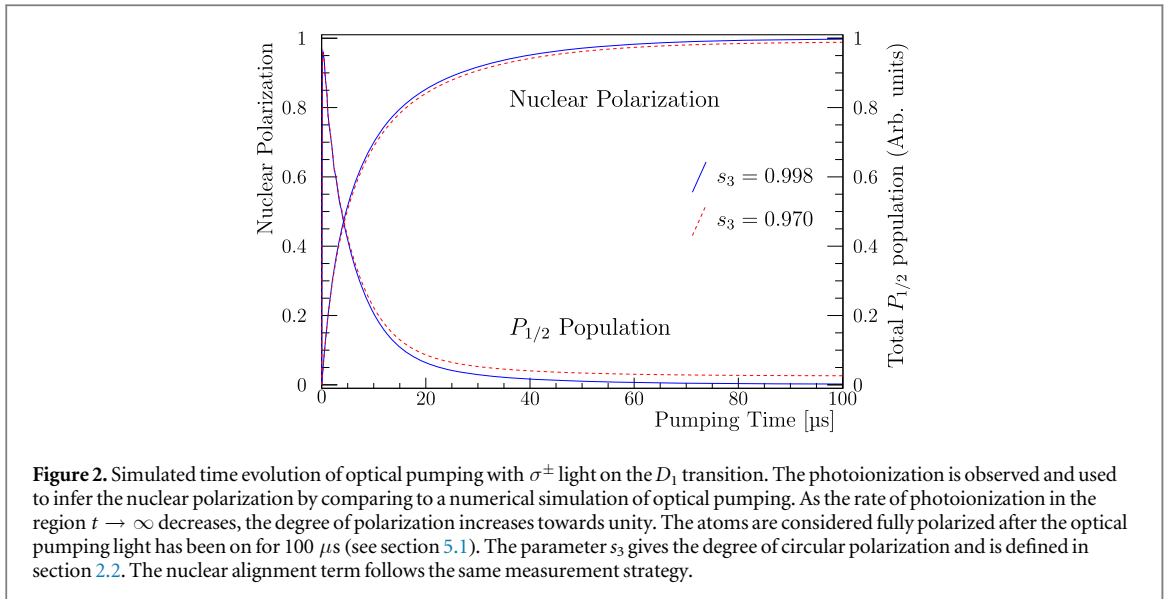 1
1
0.8
0.8
0.6
0.6
0.4
0.4
0.2
0.2
0
0
Nuclear Polarization
Total P1/2 population (Arb. units)
Nuclear Polarization
s3 = 0.998
s3 = 0.970
P1/2 Population
0 20 40 60 80 100
Pumping Time [µs]
Figure 2. Simulated time evolution of optical pumping with σ± light on the D1 transition. The photoionization is observed and used
to infer the nuclear polarization by comparing to a numerical simulation of optical pumping. As the rate of photoionization in the
region t → ∞ decreases, the degree of polarization increases towards unity. The atoms are considered fully polarized after the optical
pumping light has been on for 100 μs (see section 5.1). The parameter s3 gives the degree of circular polarization and is defined in
section 2.2. The nuclear alignment term follows the same measurement strategy.